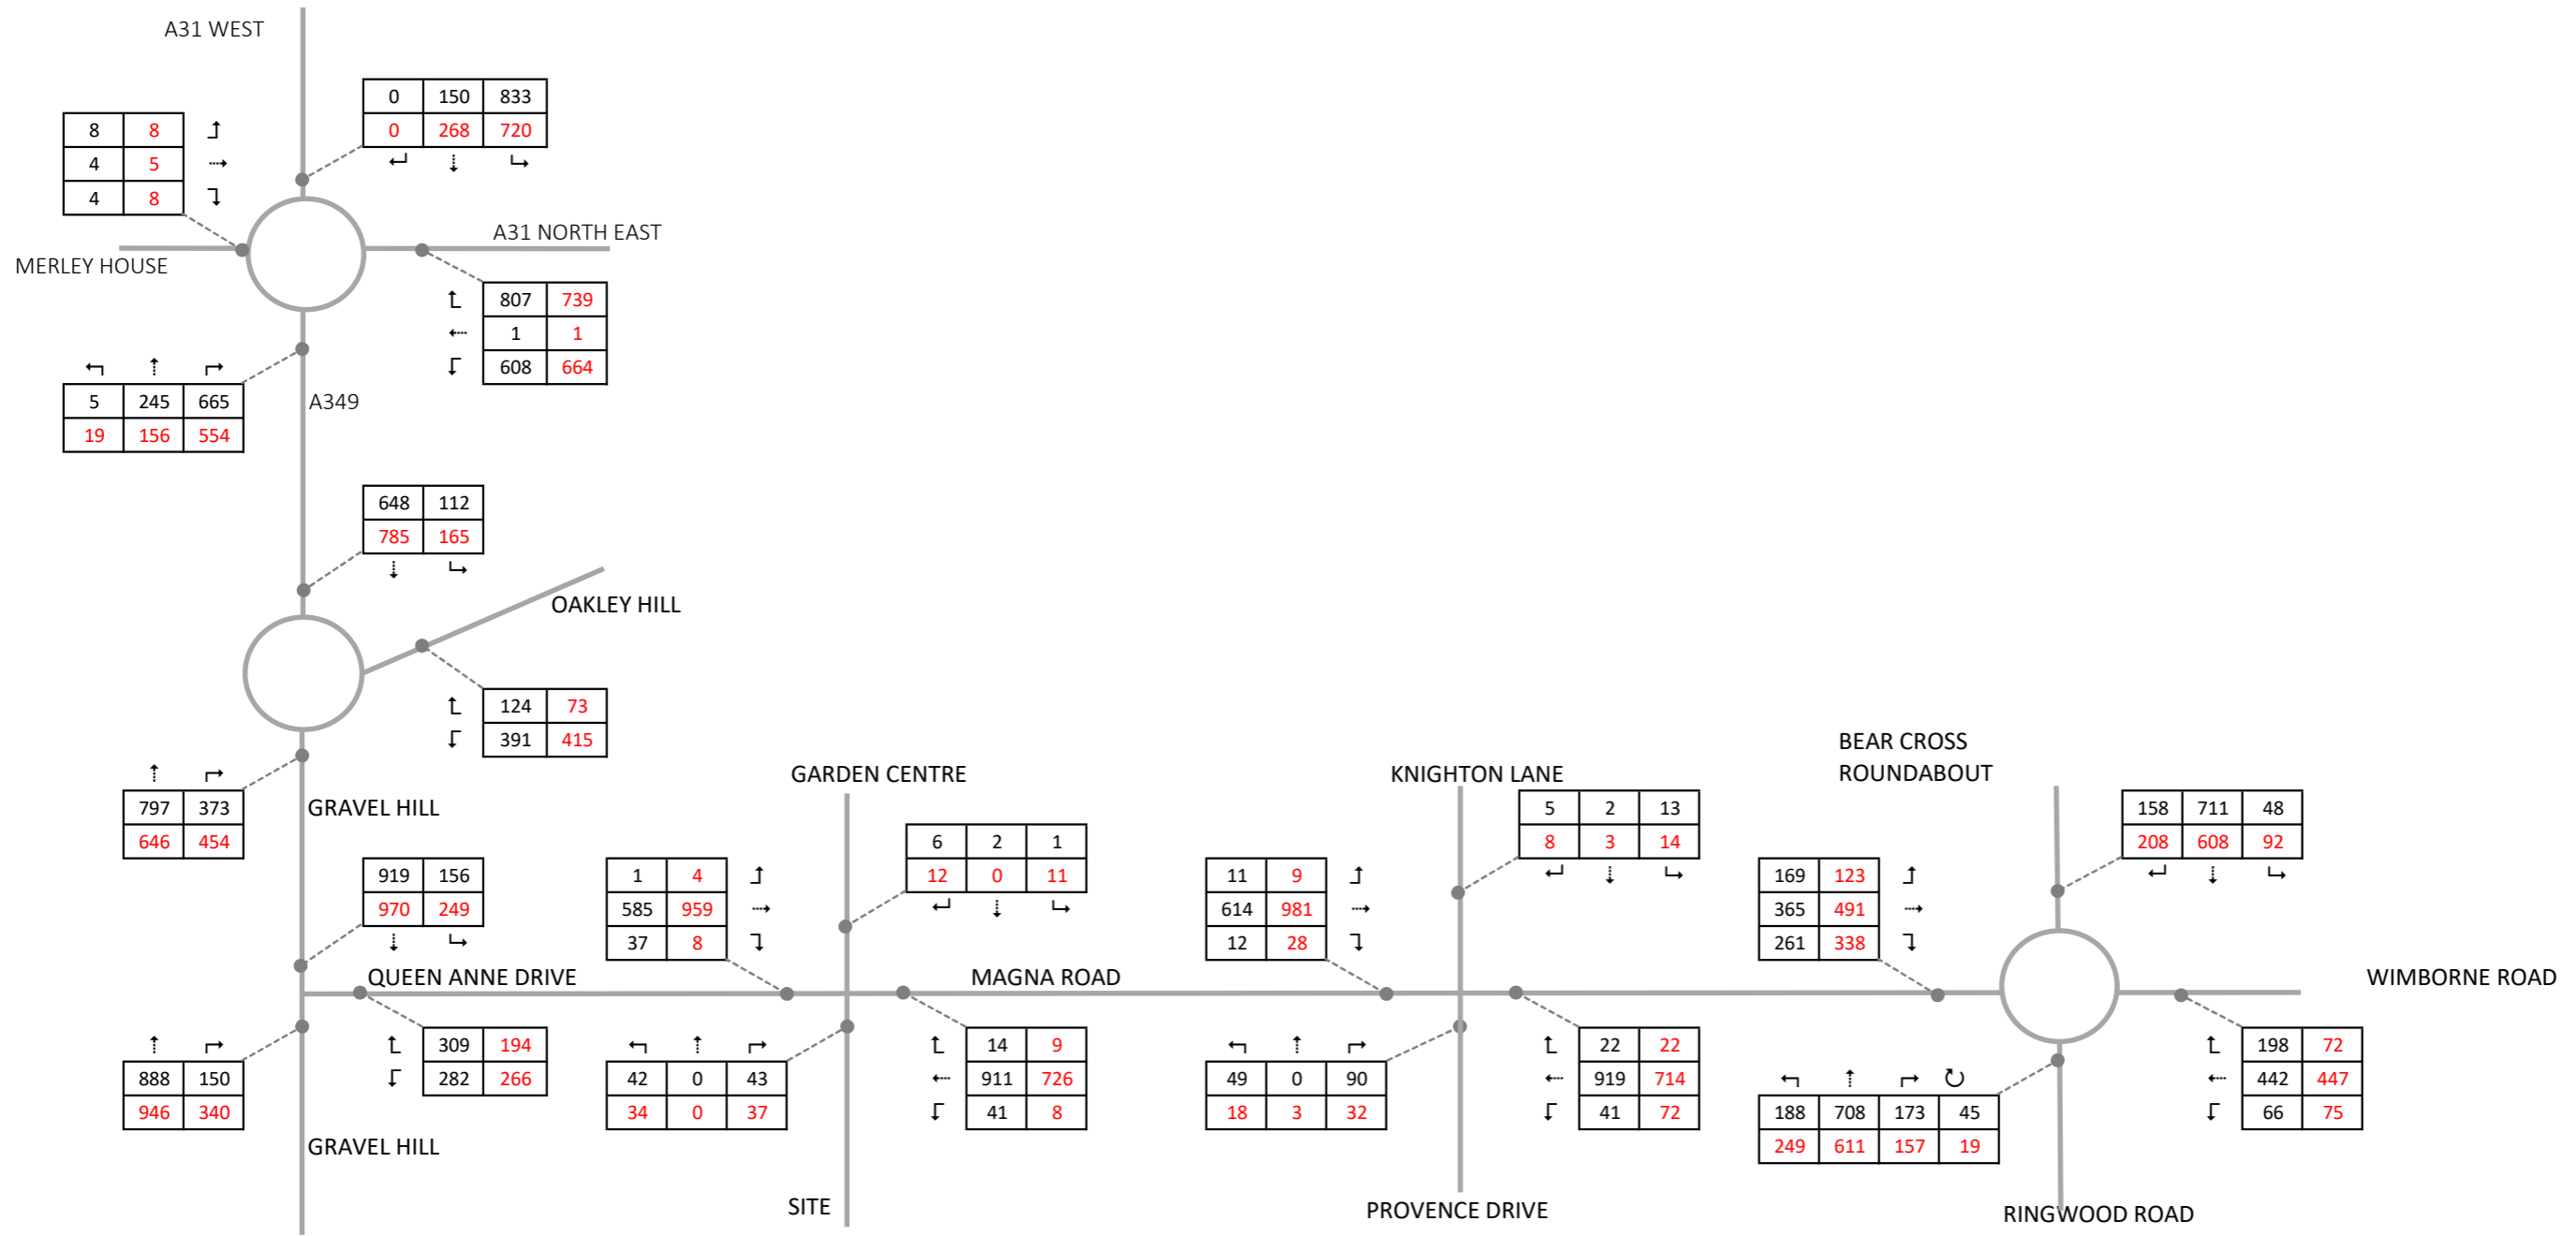 A31 WEST
0 150 833
0 268 720
8 8
4 5
4 8
A31 NORTH EAST
MERLEY HOUSE
807 739
1 1
608 664
5 245 665
19 156 554
A349
648 112
785 165
OAKLEY HILL
124 73
391 415
797 373
646 454
GRAVEL HILL
919 156
970 249
QUEEN ANNE DRIVE
309 194
282 266
888 150
946 340
GRAVEL HILL
GARDEN CENTRE
6 2 1
12 0 11
1 4
585 959
37 8
MAGNA ROAD
14 9
911 726
41 8
42 0 43
34 0 37
SITE
KNIGHTON LANE
5 2 13
8 3 14
11 9
614 981
12 28
22 22
919 714
41 72
49 0 90
18 3 32
PROVENCE DRIVE
BEAR CROSS
ROUNDABOUT
158 711 48
208 608 92
169 123
365 491
261 338
WIMBORNE ROAD
198 72
442 447
66 75
188 708 173 45
249 611 157 19
RINGWOOD ROAD